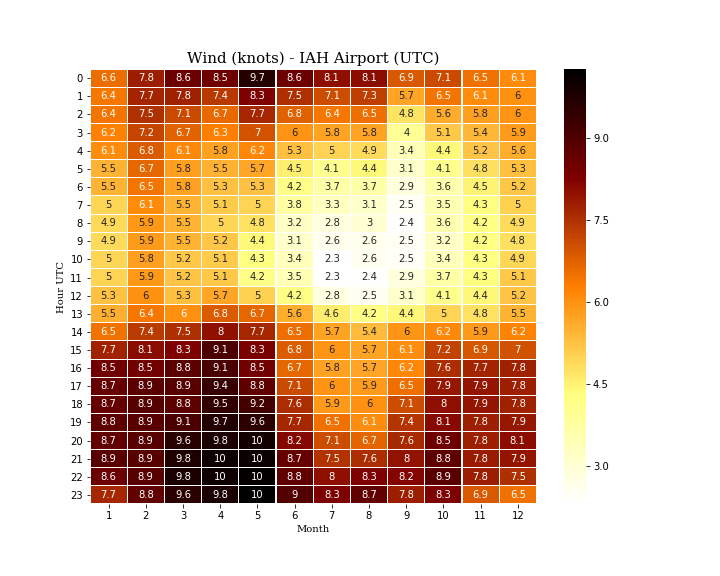 Wind (knots) - IAH Airport (UTC)
0 6.6 7.8 8.6 8.5 9.7 8.6 8.1 8.1 6.9 7.1 6.5 6.1
1 6.4 7.7 7.8 7.4 8.3 7.5 7.1 7.3 5.7 6.5 6.1 6
2 6.4 7.5 7.1 6.7 7.7 6.8 6.4 6.5 4.8 5.6 5.8 6
3 6.2 7.2 6.7 6.3 7 6 5.8 5.8 4 5.1 5.4 5.9
4 6.1 6.8 6.1 5.8 6.2 5.3 5 4.9 3.4 4.4 5.2 5.6
5 5.5 6.7 5.8 5.5 5.7 4.5 4.1 4.4 3.1 4.1 4.8 5.3
6 5.5 6.5 5.8 5.3 5.3 4.2 3.7 3.7 2.9 3.6 4.5 5.2
7 5 6.1 5.5 5.1 5 3.8 3.3 3.1 2.5 3.5 4.3 5
8 4.9 5.9 5.5 5 4.8 3.2 2.8 3 2.4 3.6 4.2 4.9
9 4.9 5.9 5.5 5.2 4.4 3.1 2.6 2.6 2.5 3.2 4.2 4.8
10 5 5.8 5.2 5.1 4.3 3.4 2.3 2.6 2.5 3.4 4.3 4.9
11 5 5.9 5.2 5.1 4.2 3.5 2.3 2.4 2.9 3.7 4.3 5.1
12 5.3 6 5.3 5.7 5 4.2 2.8 2.5 3.1 4.1 4.4 5.2
13 5.5 6.4 6 6.8 6.7 5.6 4.6 4.2 4.4 5 4.8 5.5
14 6.5 7.4 7.5 8 7.7 6.5 5.7 5.4 6 6.2 5.9 6.2
15 7.7 8.1 8.3 9.1 8.3 6.8 6 5.7 6.1 7.2 6.9 7
16 8.5 8.5 8.8 9.1 8.5 6.7 5.8 5.7 6.2 7.6 7.7 7.8
17 8.7 8.9 8.9 9.4 8.8 7.1 6 5.9 6.5 7.9 7.9 7.8
18 8.7 8.9 8.8 9.5 9.2 7.6 5.9 6 7.1 8 7.9 7.8
19 8.8 8.9 9.1 9.7 9.6 7.7 6.5 6.1 7.4 8.1 7.8 7.9
20 8.7 8.9 9.6 9.8 10 8.2 7.1 6.7 7.6 8.5 7.8 8.1
21 8.9 8.9 9.8 10 10 8.7 7.5 7.6 8 8.8 7.8 7.9
22 8.6 8.9 9.8 10 10 8.8 8 8.3 8.2 8.9 7.8 7.5
23 7.7 8.8 9.6 9.8 10 9 8.3 8.7 7.8 8.3 6.9 6.5
1 2 3 4 5 6 7 8 9 10 11 12
Month
Hour UTC
9.0
7.5
6.0
4.5
3.0